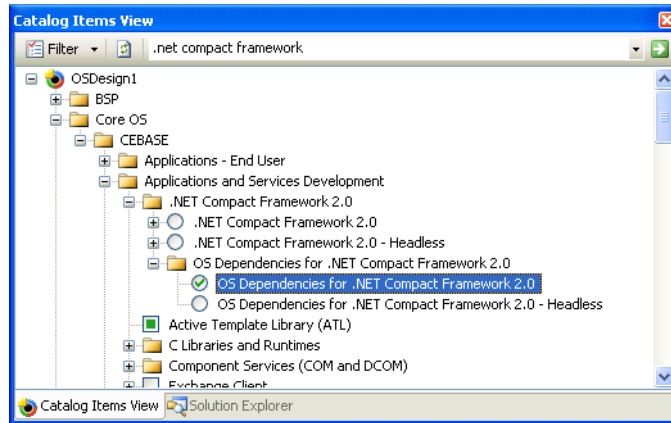 Catalog Items View
Filter .net compact framework
OSDesign1
BSP
Core OS
CEBASE
Applications - End User
Applications and Services Development
.NET Compact Framework 2.0
.NET Compact Framework 2.0
.NET Compact Framework 2.0 - Headless
OS Dependencies for .NET Compact Framework 2.0
OS Dependencies for .NET Compact Framework 2.0
OS Dependencies for .NET Compact Framework 2.0 - Headless
Active Template Library (ATL)
C Libraries and Runtimes
Component Services (COM and DCOM)
Exchange Client
Catalog Items View Solution Explorer